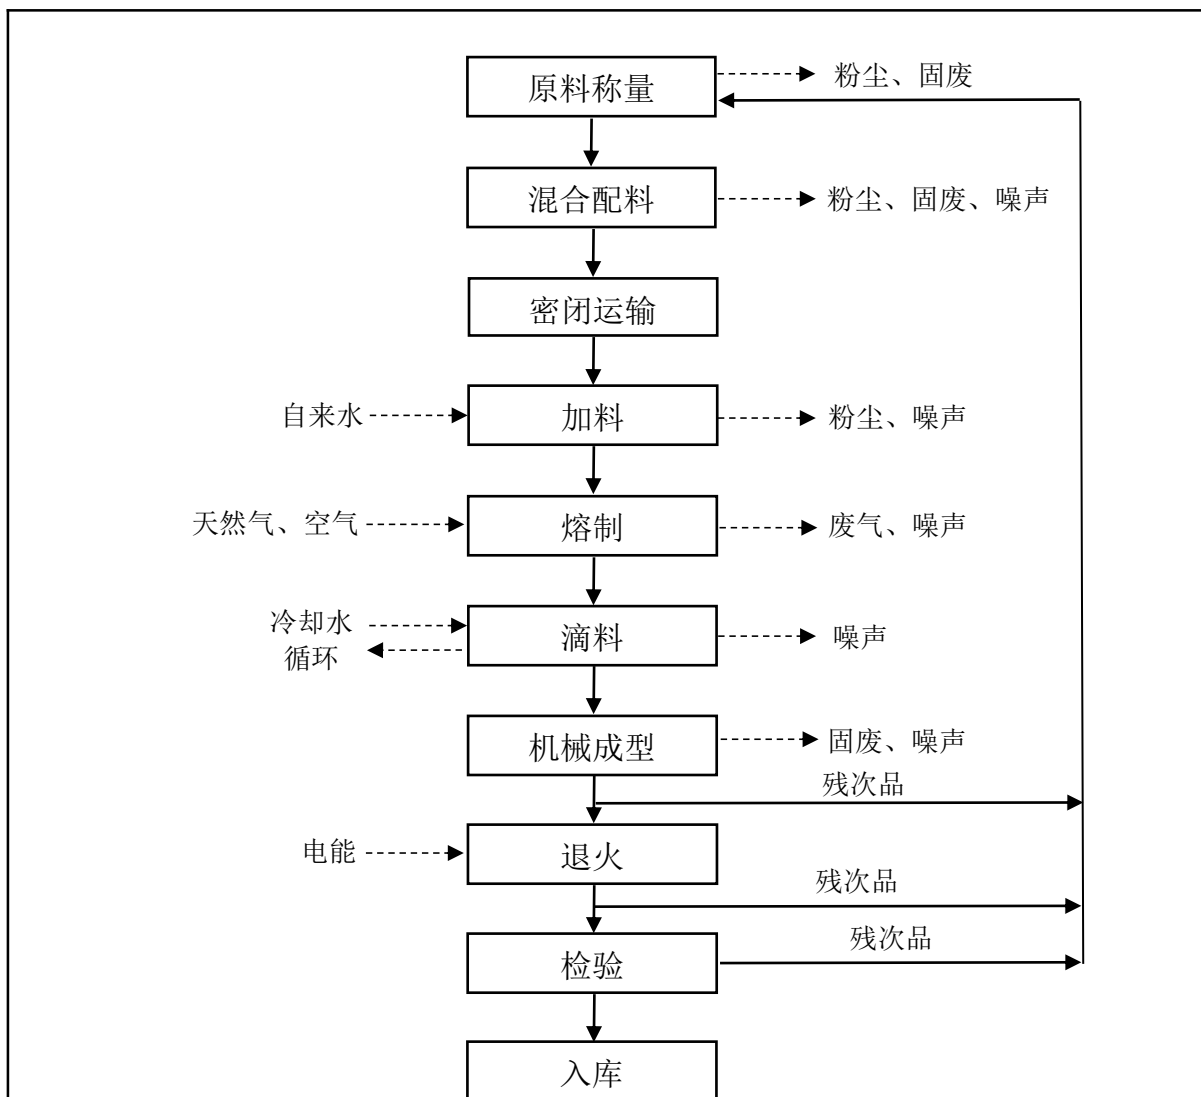 原料称量
粉尘、固废
混合配料
粉尘、固废、噪声
密闭运输
自来水
加料
粉尘、噪声
天然气、空气
熔制
废气、噪声
冷却水
循环
滴料
噪声
机械成型
固废、噪声
残次品
电能
退火
残次品
检验
残次品
入库